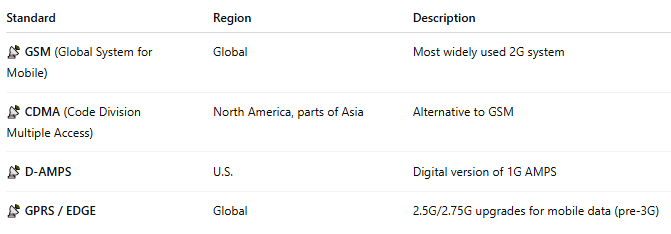 Standard Region Description
📡 GSM (Global System for Mobile) Global Most widely used 2G system
📡 CDMA (Code Division Multiple Access) North America, parts of Asia Alternative to GSM
📡 D-AMPS U.S. Digital version of 1G AMPS
📡 GPRS / EDGE Global 2.5G/2.75G upgrades for mobile data (pre-3G)